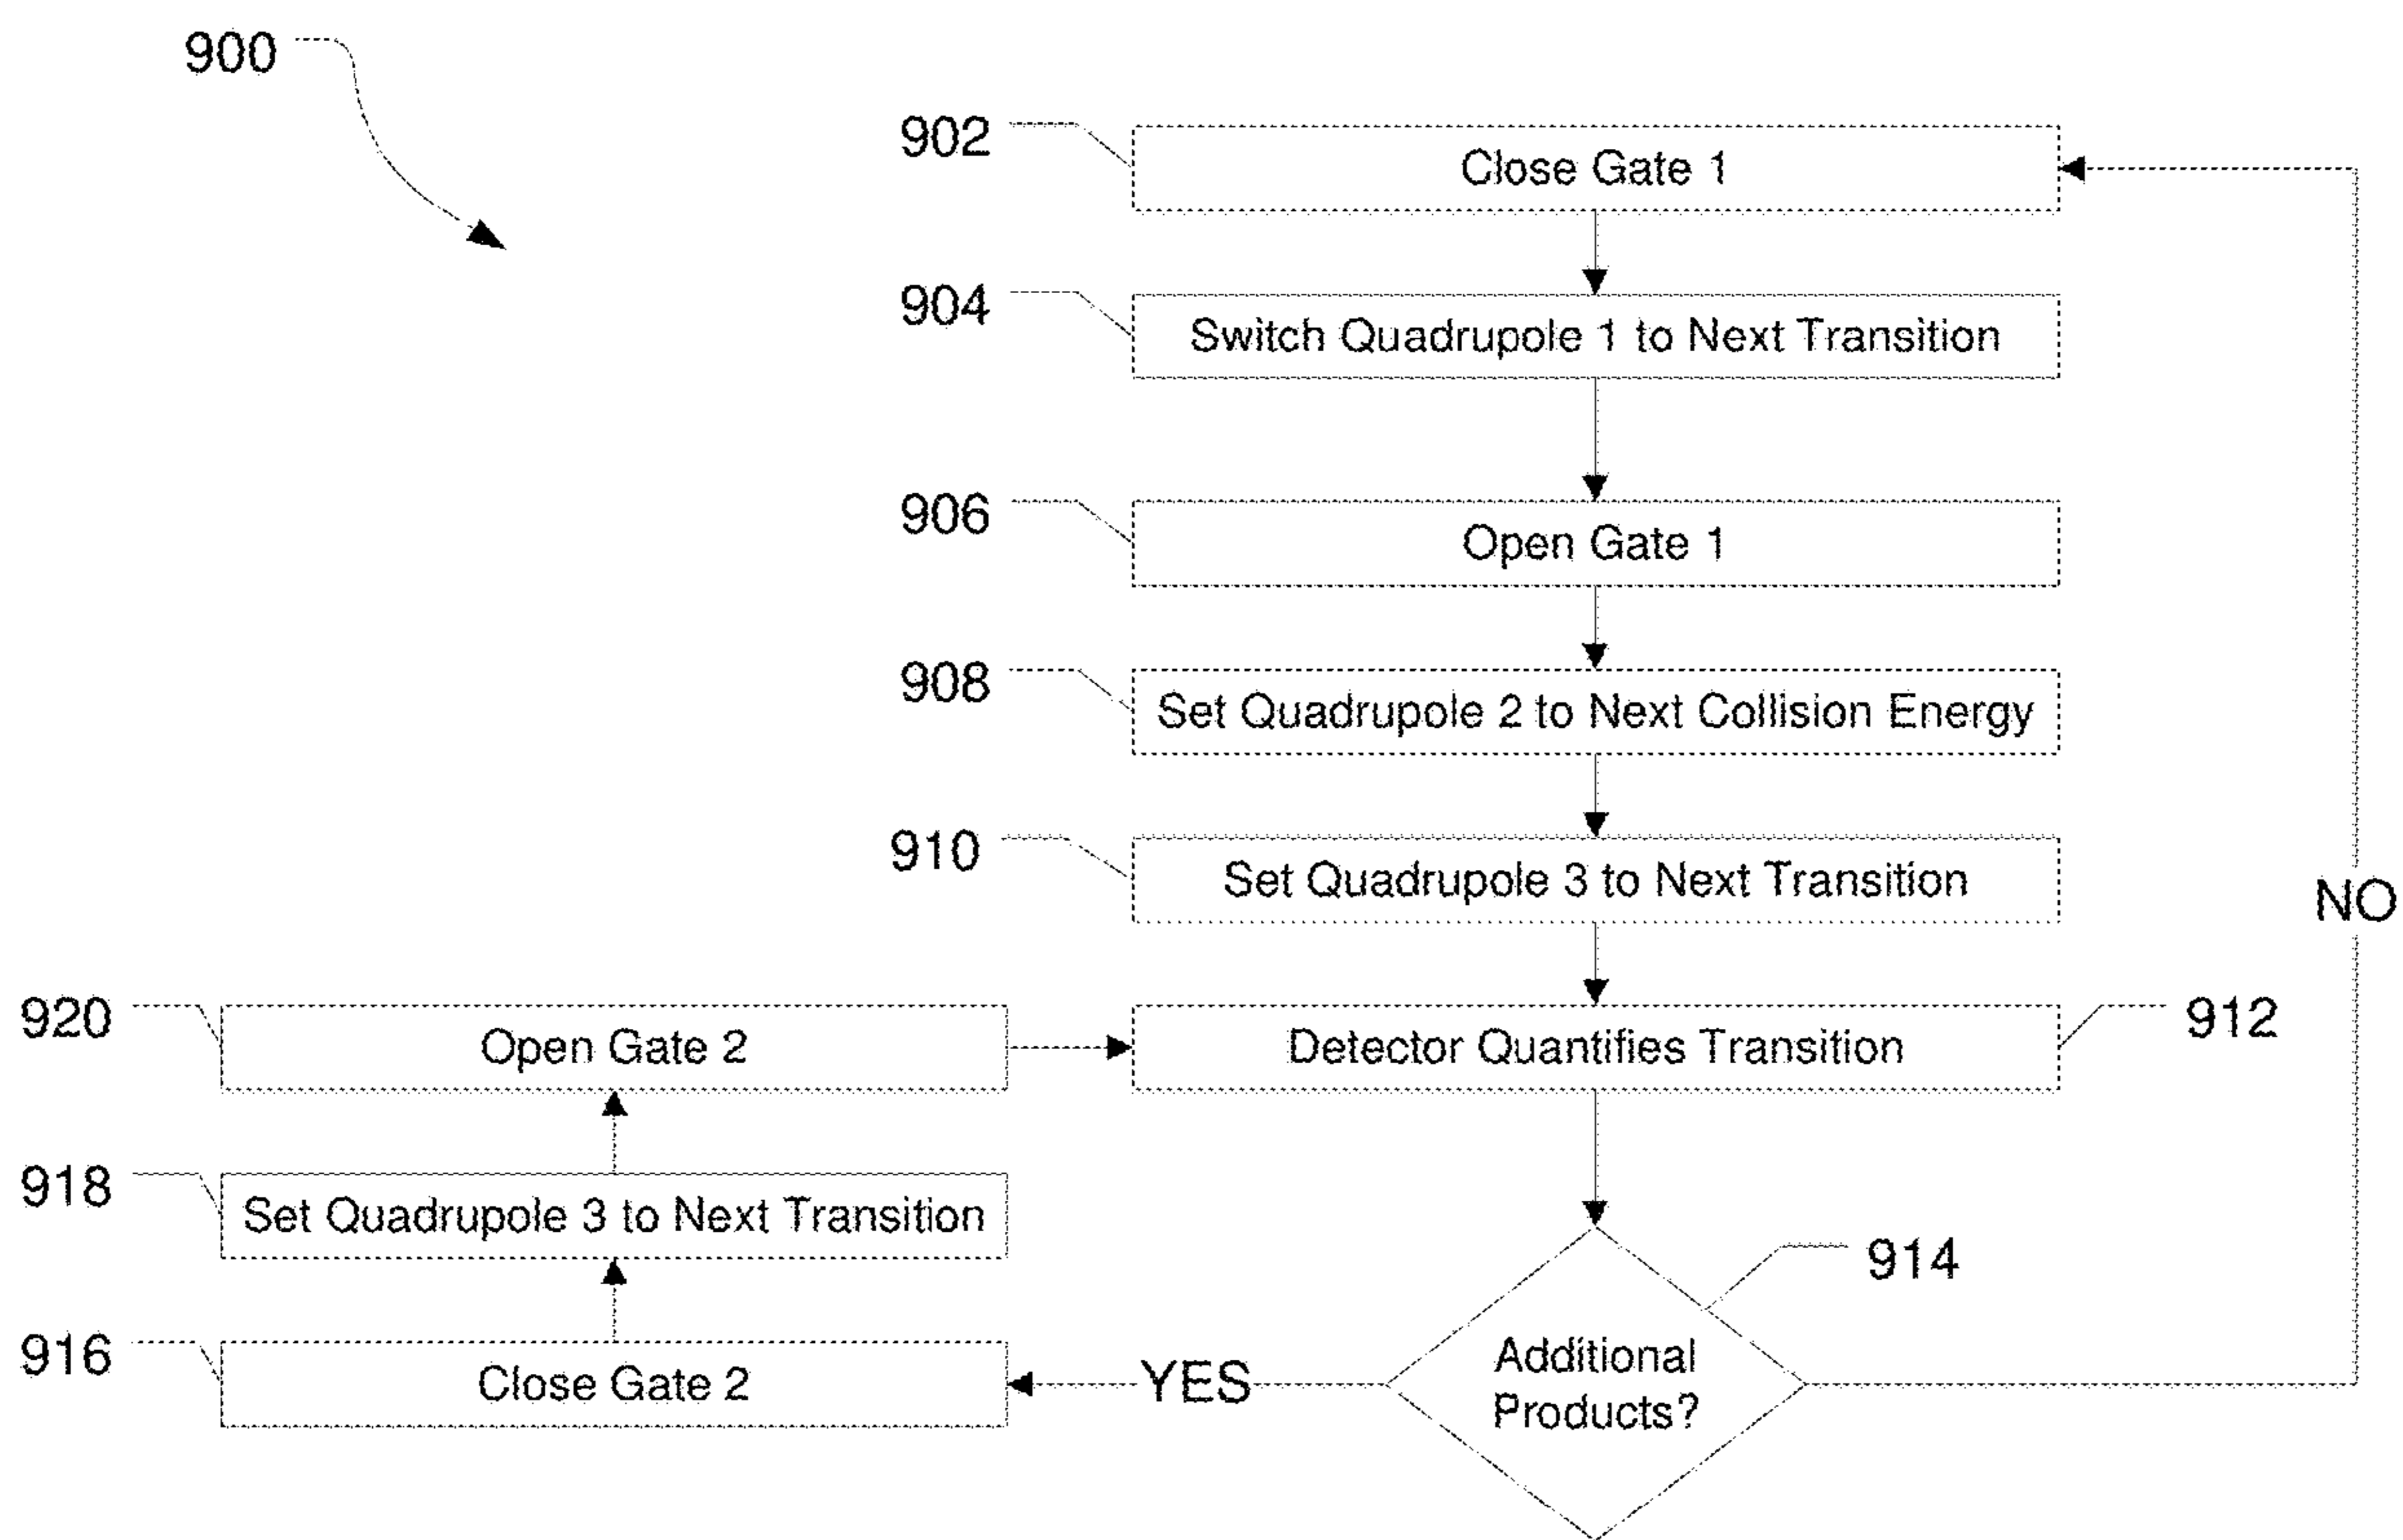 900
902
Close Gate 1
904
Switch Quadrupole 1 to Next Transition
906
Open Gate 1
908
Set Quadrupole 2 to Next Collision Energy
910
Set Quadrupole 3 to Next Transition
NO
920
Open Gate 2
Detector Quantifies Transition
912
918
Set Quadrupole 3 to Next Transition
914
916
Close Gate 2
YES
Additional
Products?